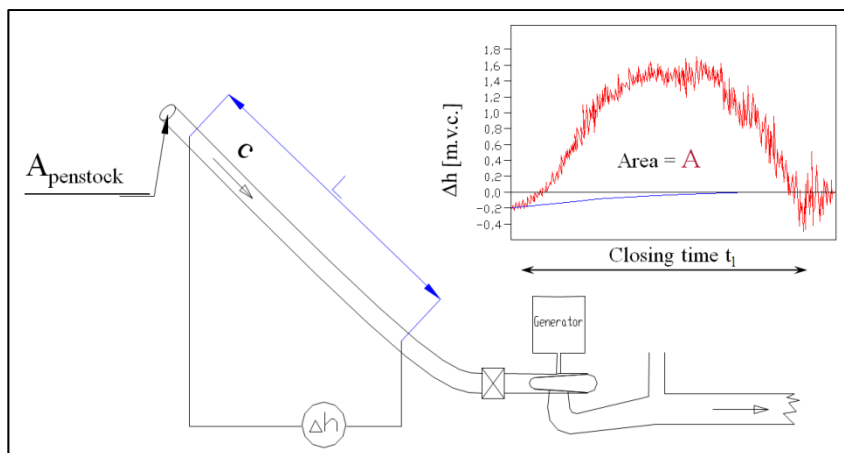 A penstock
c
L
Δh
Generator
Δh [m.v.c.]
1,8
1,6
1,4
1,2
1,0
0,8
0,6
0,4
0,2
0,0
-0,2
-0,4
Area = A
Closing time t1